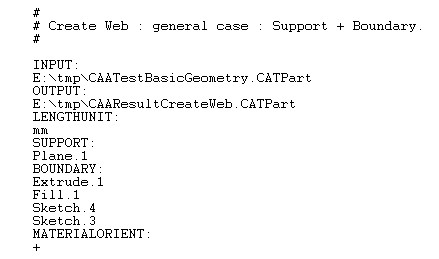 #
# Create Web : general case : Support + Boundary.
#
INPUT:
E:\tmp\CAATestBasicGeometry.CATPart
OUTPUT:
E:\tmp\CAAResultCreateWeb.CATPart
LENGTHUNIT:
mm
SUPPORT:
Plane.1
BOUNDARY:
Extrude.1
Fill.1
Sketch.4
Sketch.3
MATERIALORIENT:
+